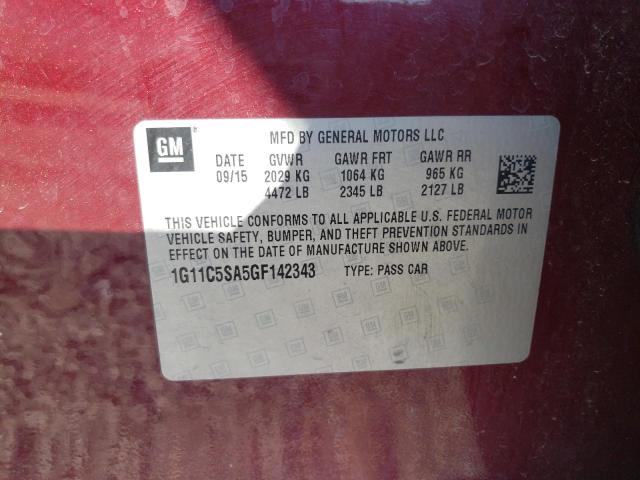 GM
MFD BY GENERAL MOTORS LLC
DATE GVWR GAWR FRT GAWR RR
09/15 2029 KG 1064 KG 965 KG
4472 LB 2345 LB 2127 LB
THIS VEHICLE CONFORMS TO ALL APPLICABLE U.S. FEDERAL MOTOR
VEHICLE SAFETY, BUMPER, AND THEFT PREVENTION STANDARDS IN
EFFECT ON THE DATE OF MANUFACTURE SHOWN ABOVE.
1G11C5SA5GF142343 TYPE: PASS CAR